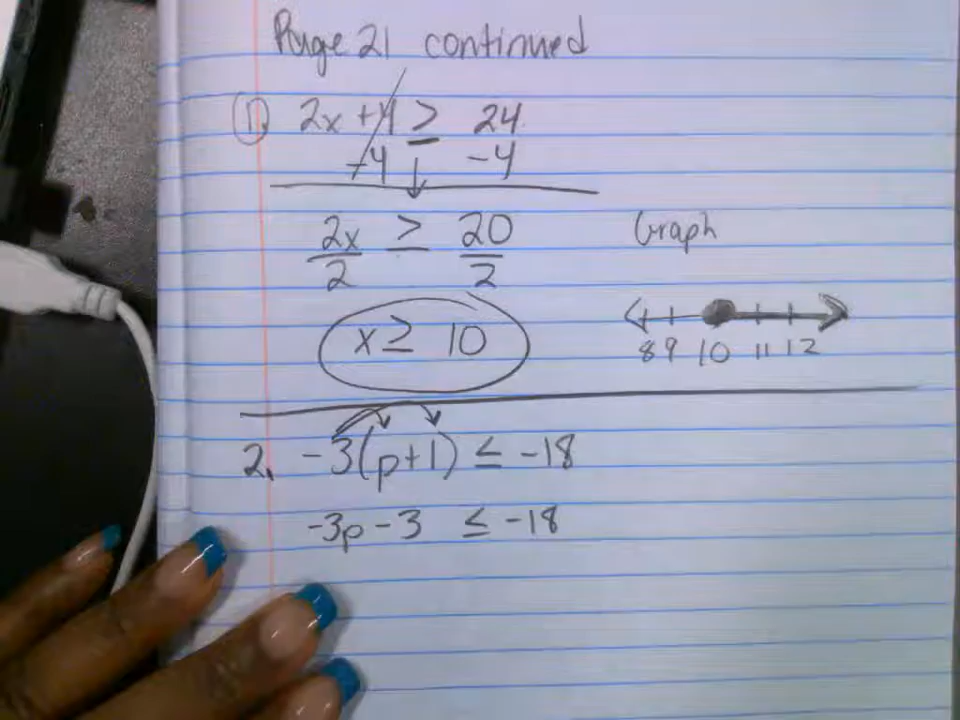 Page 21 continued
1. 2x + 4 ≥ 24
-4 -4
2x/2 ≥ 20/2
Graph
x ≥ 10
8 9 10 11 12
2. -3(p+1) ≤ -18
-3p - 3 ≤ -18